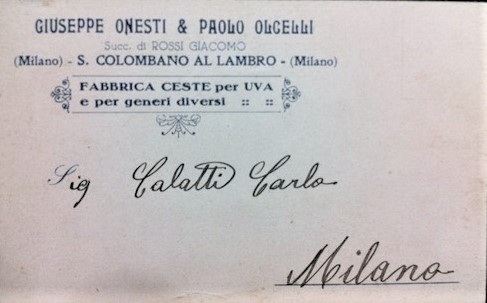 GIUSEPPE ONESTI & PAOLO OLCELLI
Succ. di ROSSI GIACOMO
(Milano) - S. COLOMBANO AL LAMBRO - (Milano)
FABBRICA CESTE per UVA
e per generi diversi :: ::
Sig Calatti Carlo
Milano